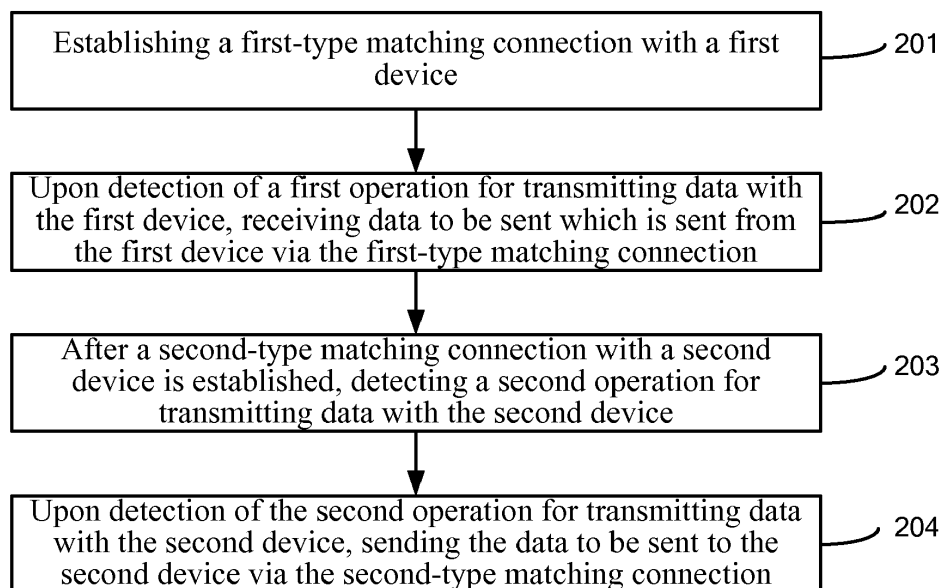 Establishing a first-type matching connection with a first
device
201
Upon detection of a first operation for transmitting data with
the first device, receiving data to be sent which is sent from
the first device via the first-type matching connection
202
After a second-type matching connection with a second
device is established, detecting a second operation for
transmitting data with the second device
203
Upon detection of the second operation for transmitting data
with the second device, sending the data to be sent to the
second device via the second-type matching connection
204